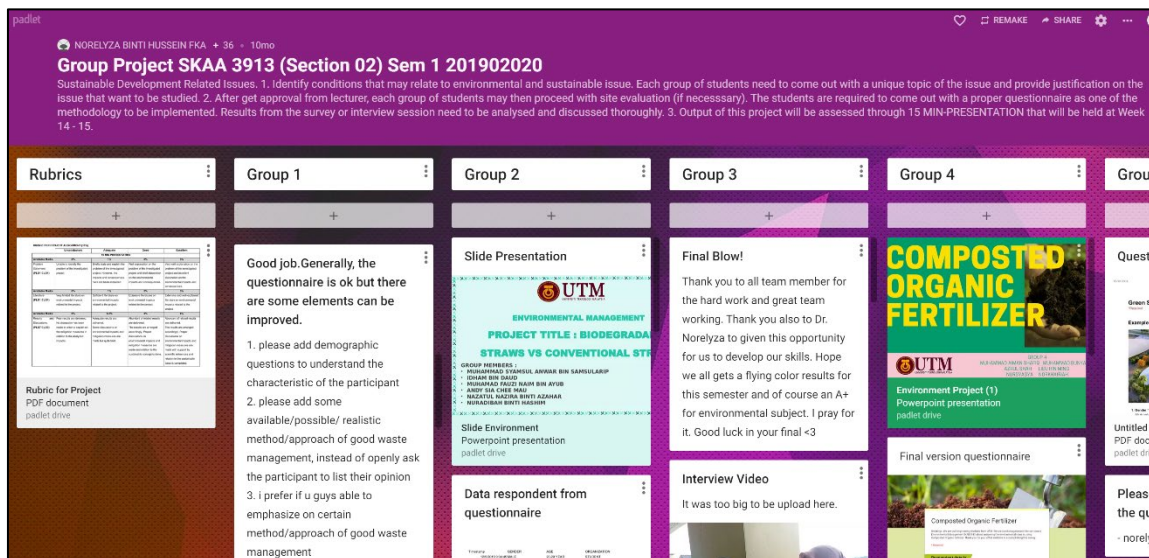 padlet
REMAKE SHARE
NORELYZA BINTI HUSSEIN FKA + 36 • 10mo
Group Project SKAA 3913 (Section 02) Sem 1 201902020
Sustainable Development Related Issues. 1. Identify conditions that may relate to environmental and sustainable issue. Each group of students need to come out with a unique topic of the issue and provide justification on the
issue that want to be studied. 2. After get approval from lecturer, each group of students may then proceed with site evaluation (if necesssary). The students are required to come out with a proper questionnaire as one of the
methodology to be implemented. Results from the survey or interview session need to be analysed and discussed thoroughly. 3. Output of this project will be assessed through 15 MIN-PRESENTATION that will be held at Week
14 - 15.
Rubrics
Rubric for Project
PDF document
padlet drive
Group 1
Good job.Generally, the
questionnaire is ok but there
are some elements can be
improved.
1. please add demographic
questions to understand the
characteristic of the participant
2. please add some
available/possible/ realistic
method/approach of good waste
management, instead of openly ask
the participant to list their opinion
3. i prefer if u guys able to
emphasize on certain
method/approach of good waste
management
Group 2
Slide Presentation
UTM
ENVIRONMENTAL MANAGEMENT
PROJECT TITLE : BIODEGRADA
STRAWS VS CONVENTIONAL STR
GROUP MEMBERS :
• MUHAMMAD SYAMSUL ANWAR BIN SAMSULARIP
• IDHAM BIN DAUD
• MUHAMAD FAUZI NAIM BIN AYUB
• ANDY SIA CHEE MAU
• NAZATUL NAZIRA BINTI AZAHAR
• NURADIBAH BINTI HASHIM
Slide Environment
Powerpoint presentation
padlet drive
Data respondent from
questionnaire
Group 3
Final Blow!
Thank you to all team member for
the hard work and great team
working. Thank you also to Dr.
Norelyza to given this opportunity
for us to develop our skills. Hope
we all gets a flying color results for
this semester and of course an A+
for environmental subject. I pray for
it. Good luck in your final <3
Interview Video
It was too big to be upload here.
Group 4
COMPOSTED
ORGANIC
FERTILIZER
UTM
GROUP 4
Environment Project (1)
Powerpoint presentation
padlet drive
Final version questionnaire
Composted Organic Fertilizer
Grou
Quest
Green S
Example
Untitled
PDF doc
padlet dri
Pleas
the qu
- norely